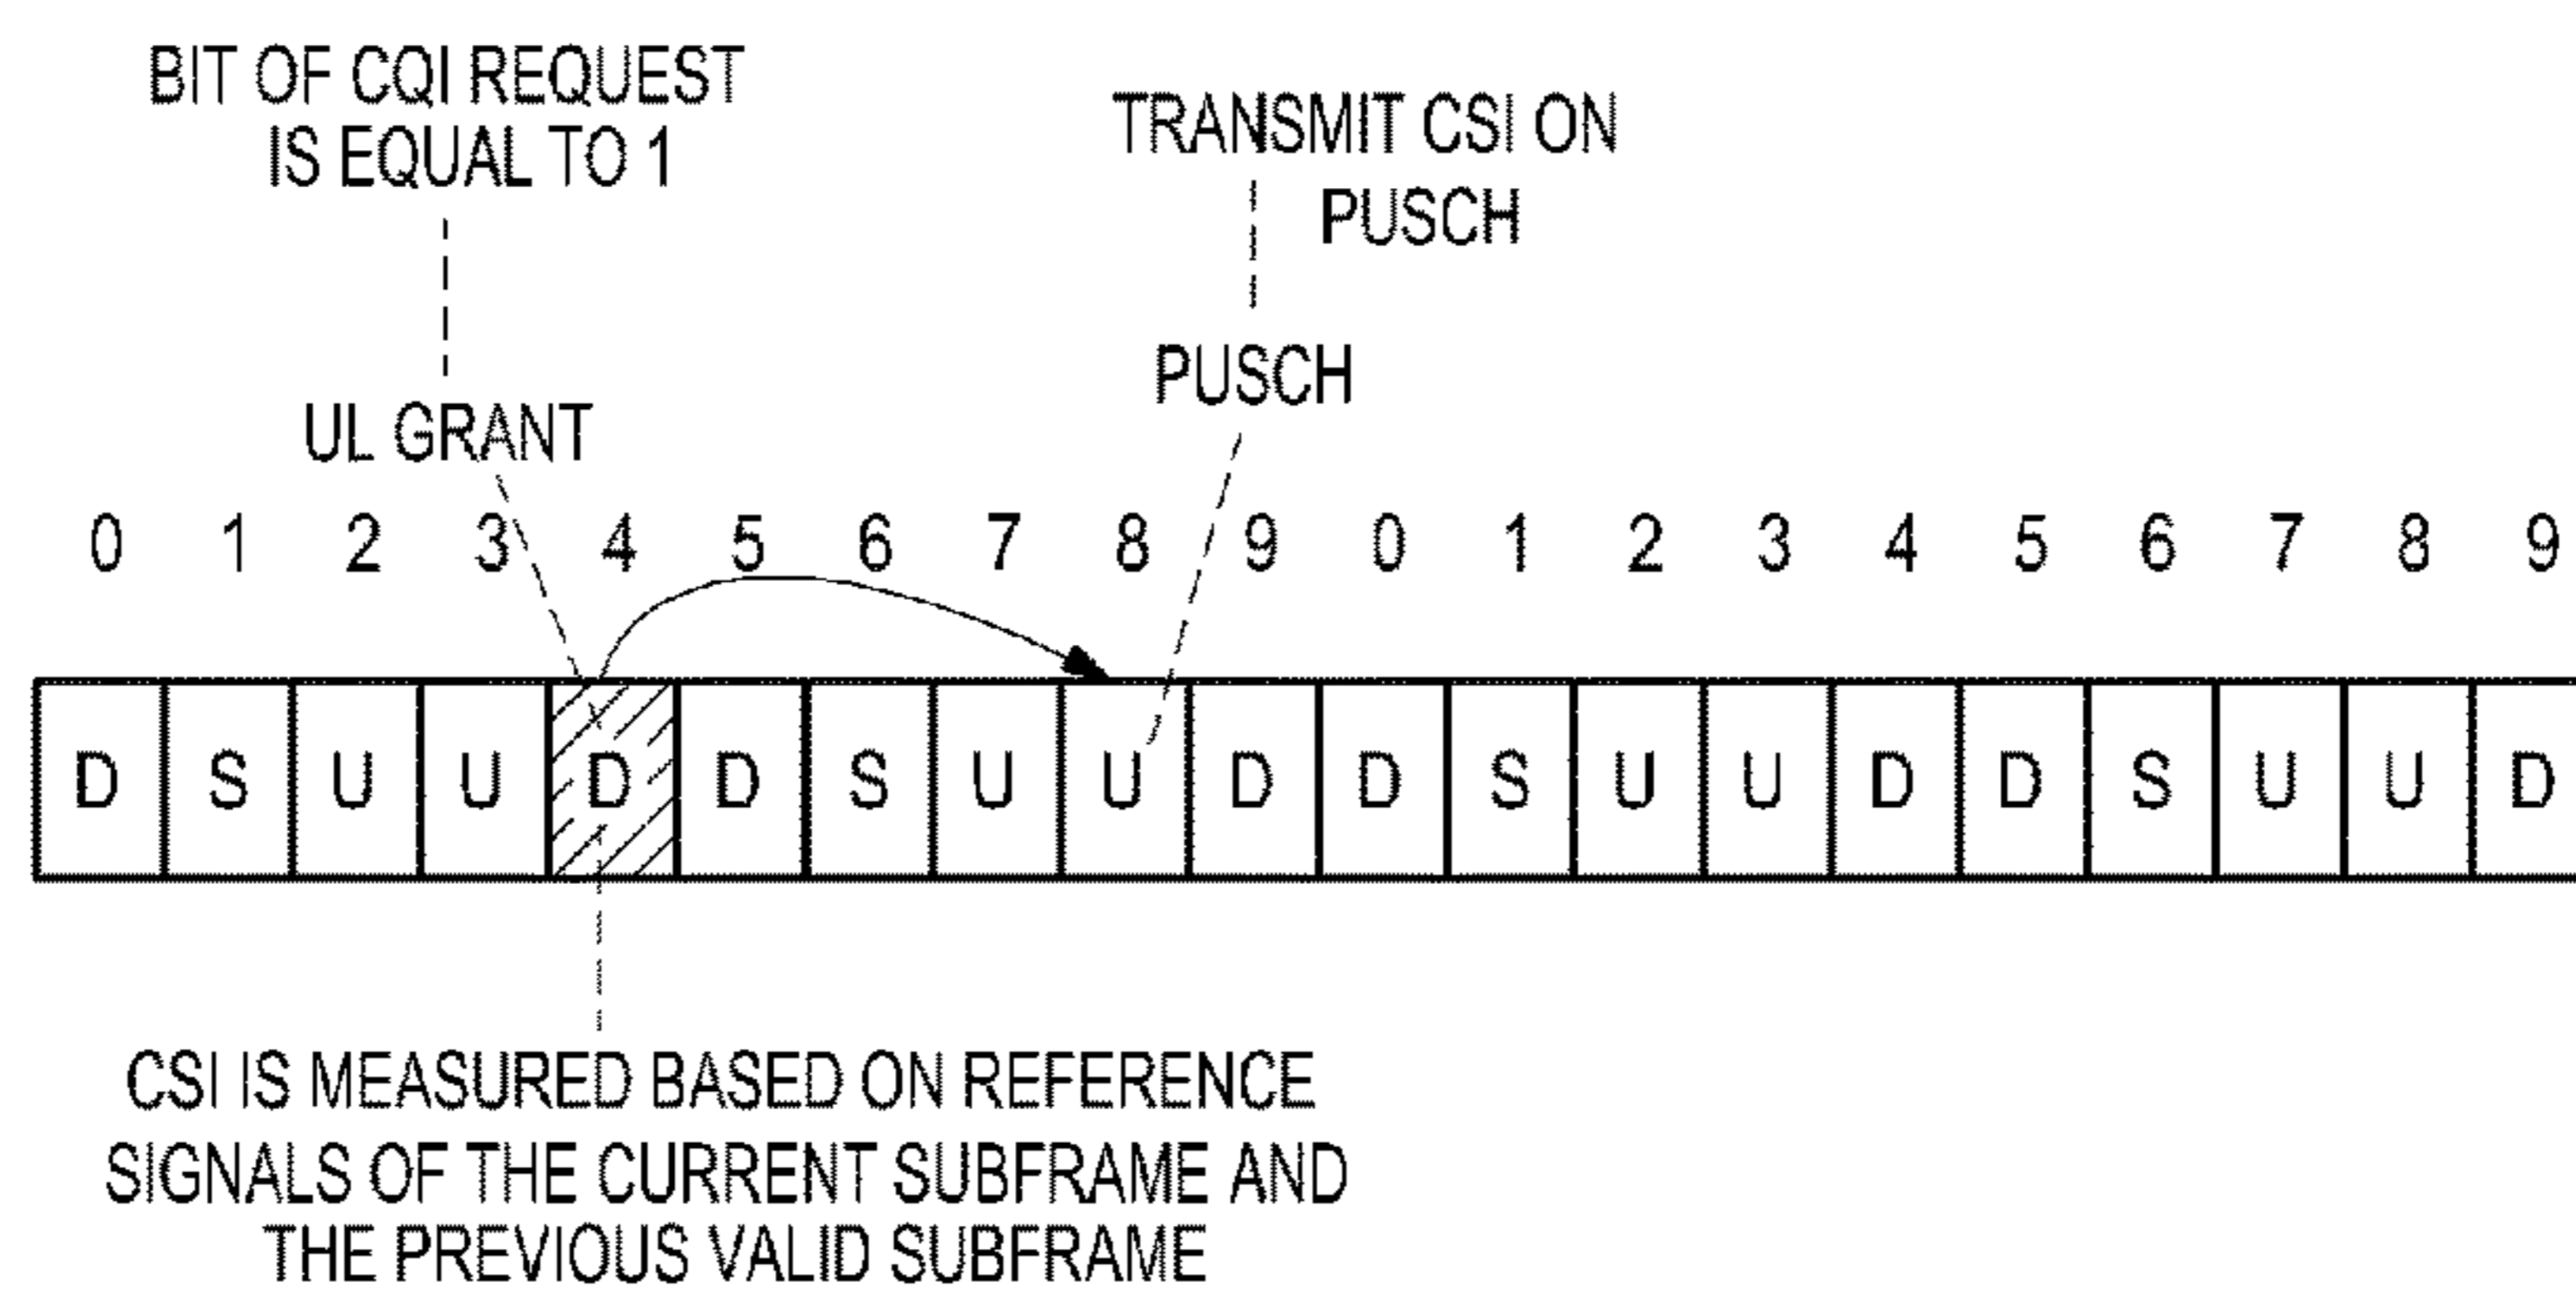 BIT OF CQI REQUEST
IS EQUAL TO 1
TRANSMIT CSI ON
PUSCH
PUSCH
UL GRANT
0 1 2 3 4 5 6 7 8 9 0 1 2 3 4 5 6 7 8 9
D S U U D D S U U D D S U U D D S U U D
CSI IS MEASURED BASED ON REFERENCE
SIGNALS OF THE CURRENT SUBFRAME AND
THE PREVIOUS VALID SUBFRAME